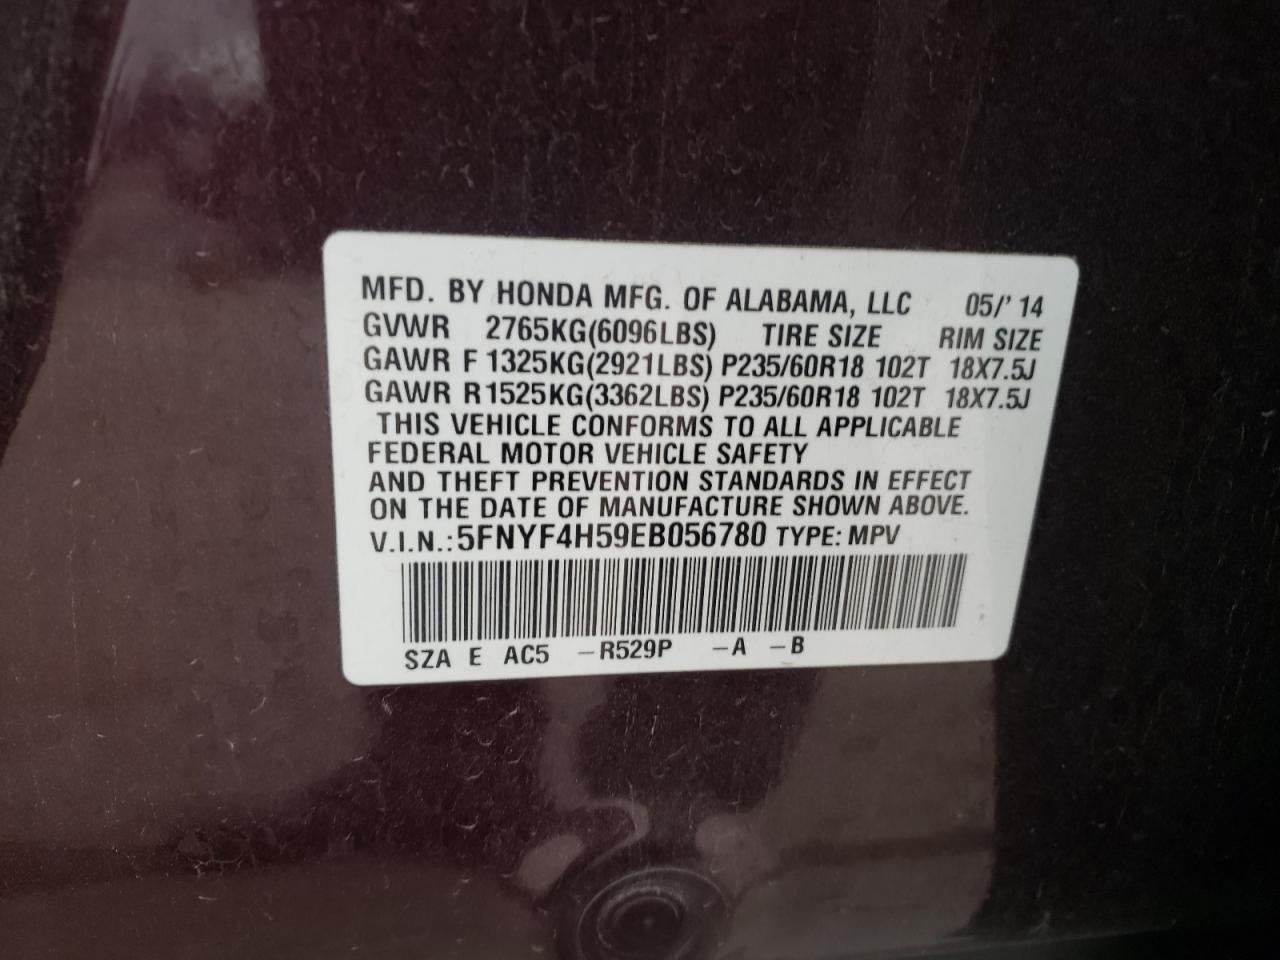 MFD. BY HONDA MFG. OF ALABAMA, LLC 05/' 14
GVWR 2765KG(6096LBS) TIRE SIZE RIM SIZE
GAWR F 1325KG(2921LBS) P235/60R18 102T 18X7.5J
GAWR R1525KG(3362LBS) P235/60R18 102T 18X7.5J
THIS VEHICLE CONFORMS TO ALL APPLICABLE
FEDERAL MOTOR VEHICLE SAFETY
AND THEFT PREVENTION STANDARDS IN EFFECT
ON THE DATE OF MANUFACTURE SHOWN ABOVE.
V.I.N.:5FNYF4H59EB056780 TYPE: MPV
SZA E AC5 –R529P –A –B